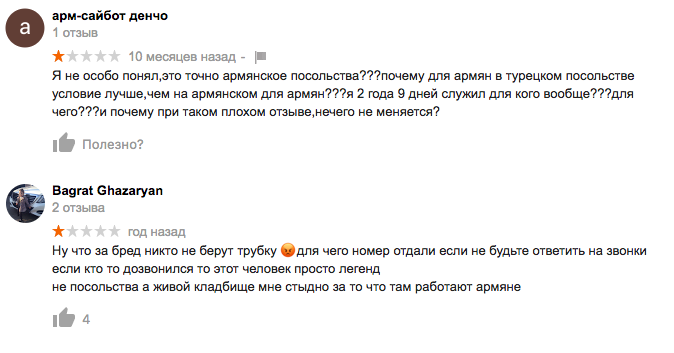 а
арм-сайбот денчо
1 отзыв
10 месяцев назад -
Я не особо понял,это точно армянское посольства???почему для армян в турецком посольстве
условие лучше,чем на армянском для армян???я 2 года 9 дней служил для кого вообще???для
чего???и почему при таком плохом отзыве,нечего не меняется?
Полезно?
Bagrat Ghazaryan
2 отзыва
год назад
Ну что за бред никто не берут трубку 😡для чего номер отдали если не будьте ответить на звонки
если кто то дозвонился то этот человек просто легенд
не посольства а живой кладбище мне стыдно за то что там работают армяне
4